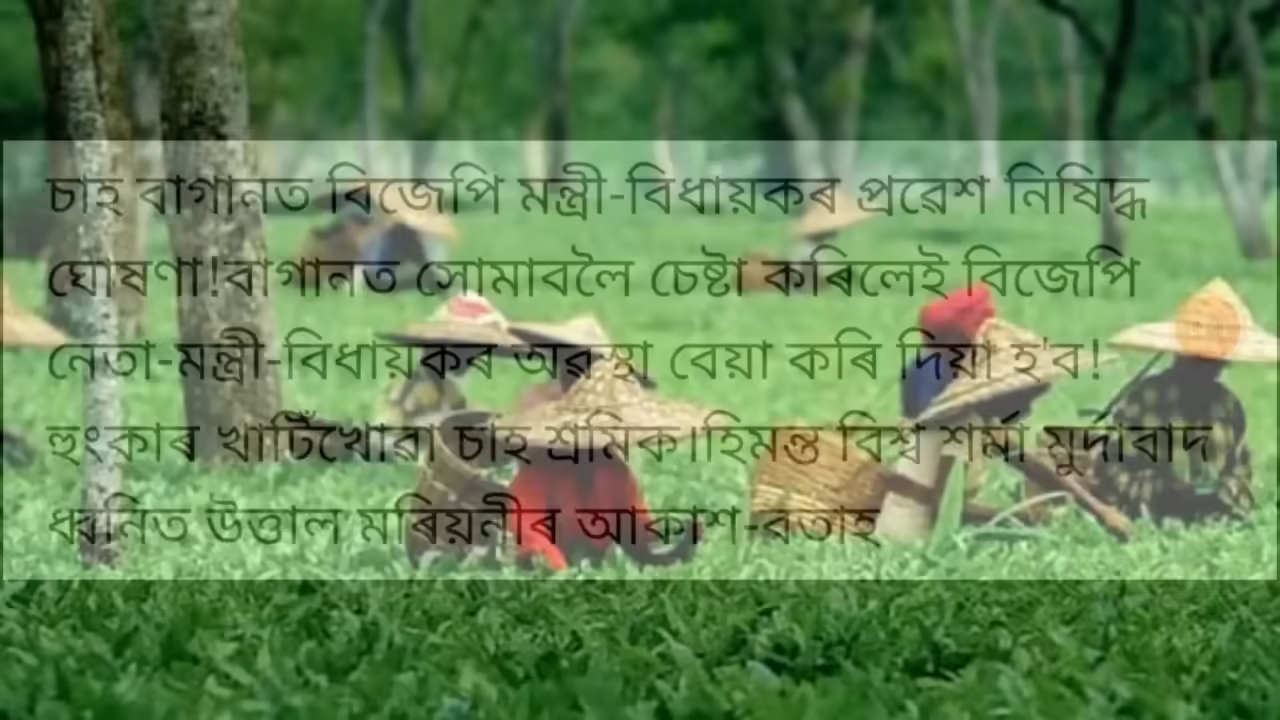 চাহ বাগানত বিজেপি মন্ত্ৰী-বিধায়কৰ প্ৰৱেশ নিষিদ্ধ
ঘোষণা!বাগানত সোমাবলৈ চেষ্টা কৰিলেই বিজেপি
নেতা-মন্ত্ৰী-বিধায়কৰ অৱস্থা বেয়া কৰি দিয়া হ'ব!
হুংকাৰ খাটিঁখোৱা চাহ শ্ৰমিক।হিমন্ত বিশ্ব শৰ্মা মুৰ্দাবাদ
ধ্বনিত উত্তাল মৰিয়নীৰ আকাশ-বতাহ